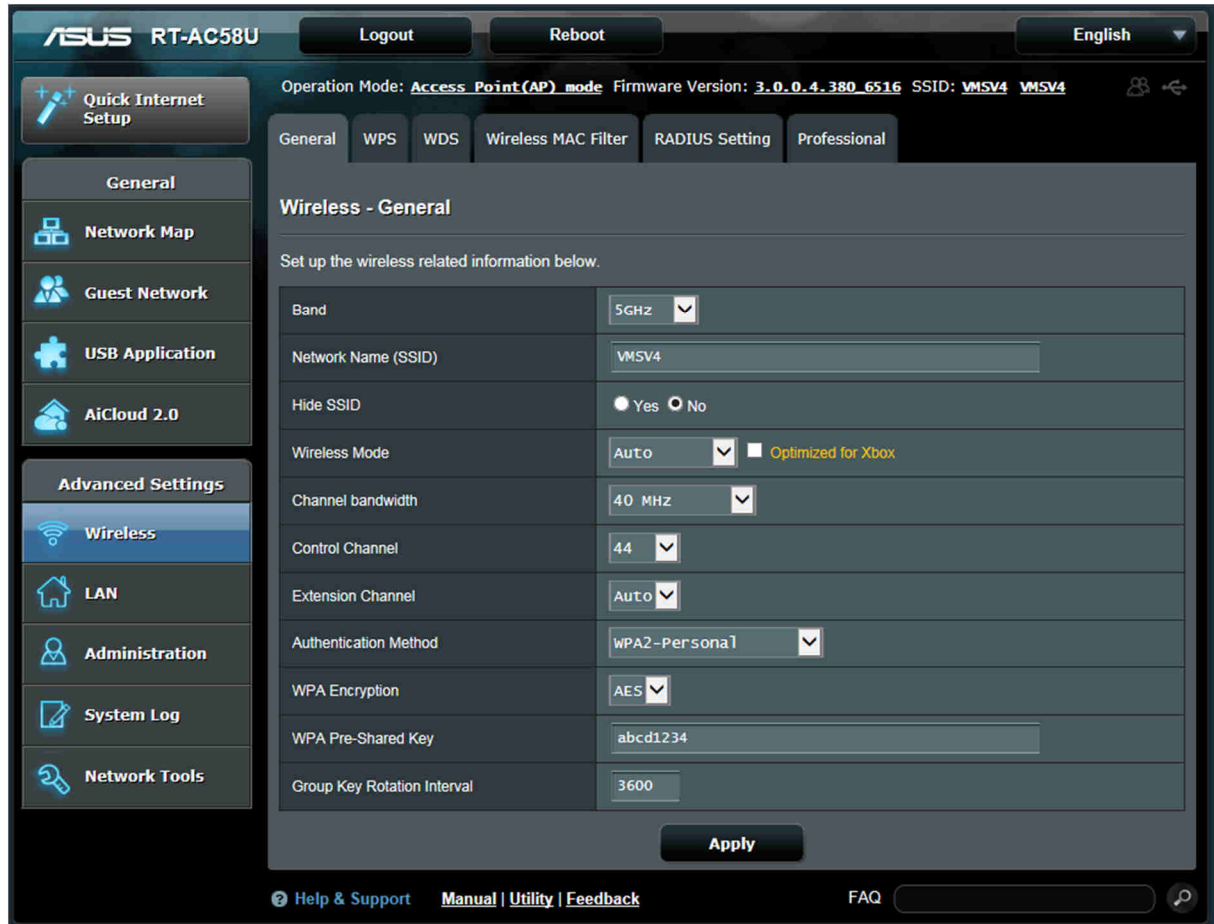 ASUS RT-AC58U Logout Reboot English
Quick Internet Setup
Operation Mode: Access Point(AP) mode Firmware Version: 3.0.0.4.380_6516 SSID: VMSV4 VMSV4
General WPS WDS Wireless MAC Filter RADIUS Setting Professional
General
Network Map
Guest Network
USB Application
AiCloud 2.0
Advanced Settings
Wireless
LAN
Administration
System Log
Network Tools
Wireless - General
Set up the wireless related information below.
Band 5GHz
Network Name (SSID) VMSV4
Hide SSID Yes No
Wireless Mode Auto Optimized for Xbox
Channel bandwidth 40 MHz
Control Channel 44
Extension Channel Auto
Authentication Method WPA2-Personal
WPA Encryption AES
WPA Pre-Shared Key abcd1234
Group Key Rotation Interval 3600
Apply
? Help & Support Manual | Utility | Feedback FAQ